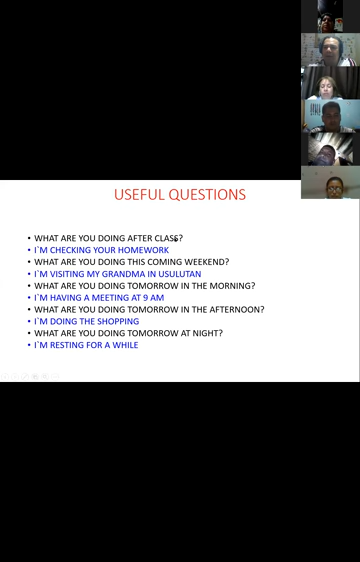 USEFUL QUESTIONS
• WHAT ARE YOU DOING AFTER CLASS?
• I`M CHECKING YOUR HOMEWORK
• WHAT ARE YOU DOING THIS COMING WEEKEND?
• I`M VISITING MY GRANDMA IN USULUTAN
• WHAT ARE YOU DOING TOMORROW IN THE MORNING?
• I`M HAVING A MEETING AT 9 AM
• WHAT ARE YOU DOING TOMORROW IN THE AFTERNOON?
• I`M DOING THE SHOPPING
• WHAT ARE YOU DOING TOMORROW AT NIGHT?
• I`M RESTING FOR A WHILE